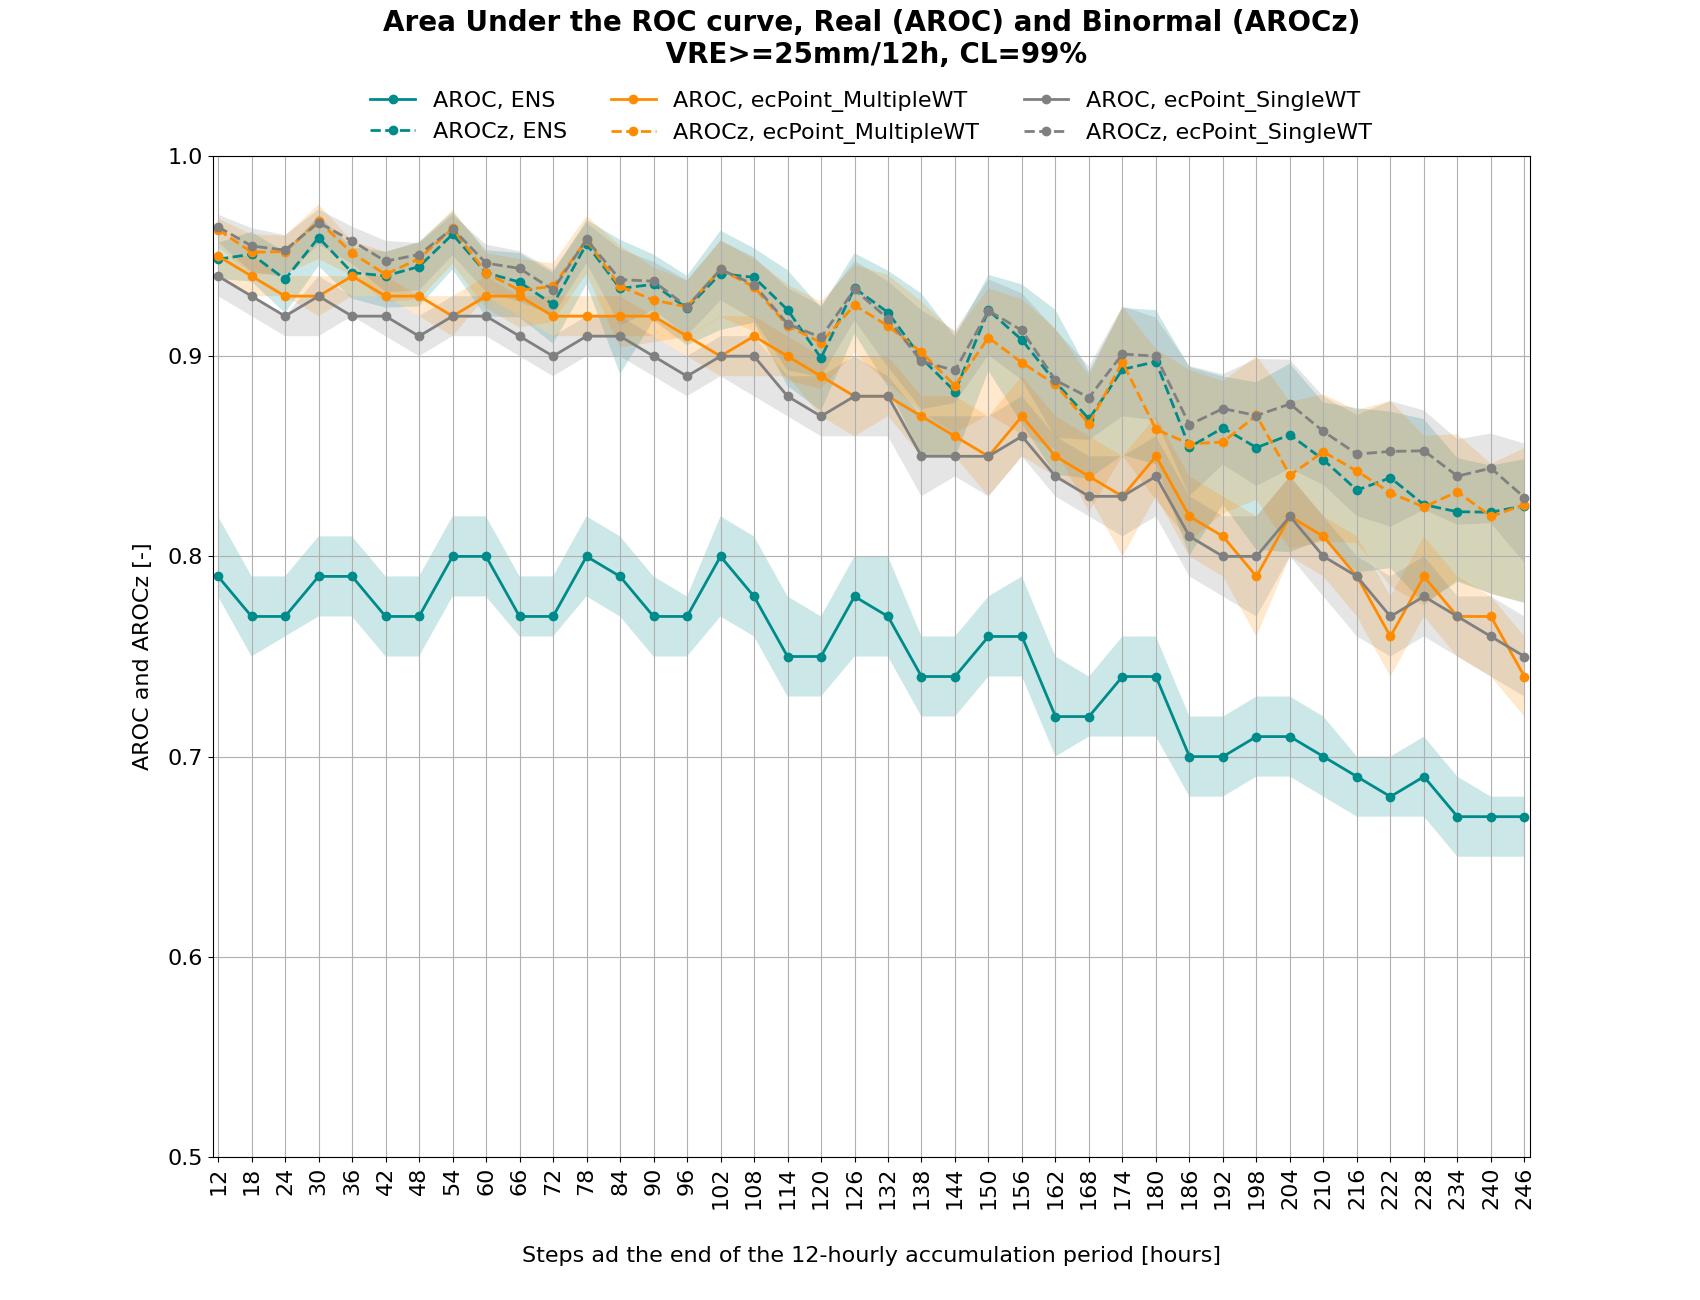 Area Under the ROC curve, Real (AROC) and Binormal (AROCz)
VRE>=25mm/12h, CL=99%
AROC, ENS
AROC, ecPoint_MultipleWT
AROC, ecPoint_SingleWT
AROCz, ENS
AROCz, ecPoint_MultipleWT
AROCz, ecPoint_SingleWT
AROC and AROCz [-]
1.0
0.9
0.8
0.7
0.6
0.5
12 18 24 30 36 42 48 54 60 66 72 78 84 90 96 102 108 114 120 126 132 138 144 150 156 162 168 174 180 186 192 198 204 210 216 222 228 234 240 246
Steps ad the end of the 12-hourly accumulation period [hours]